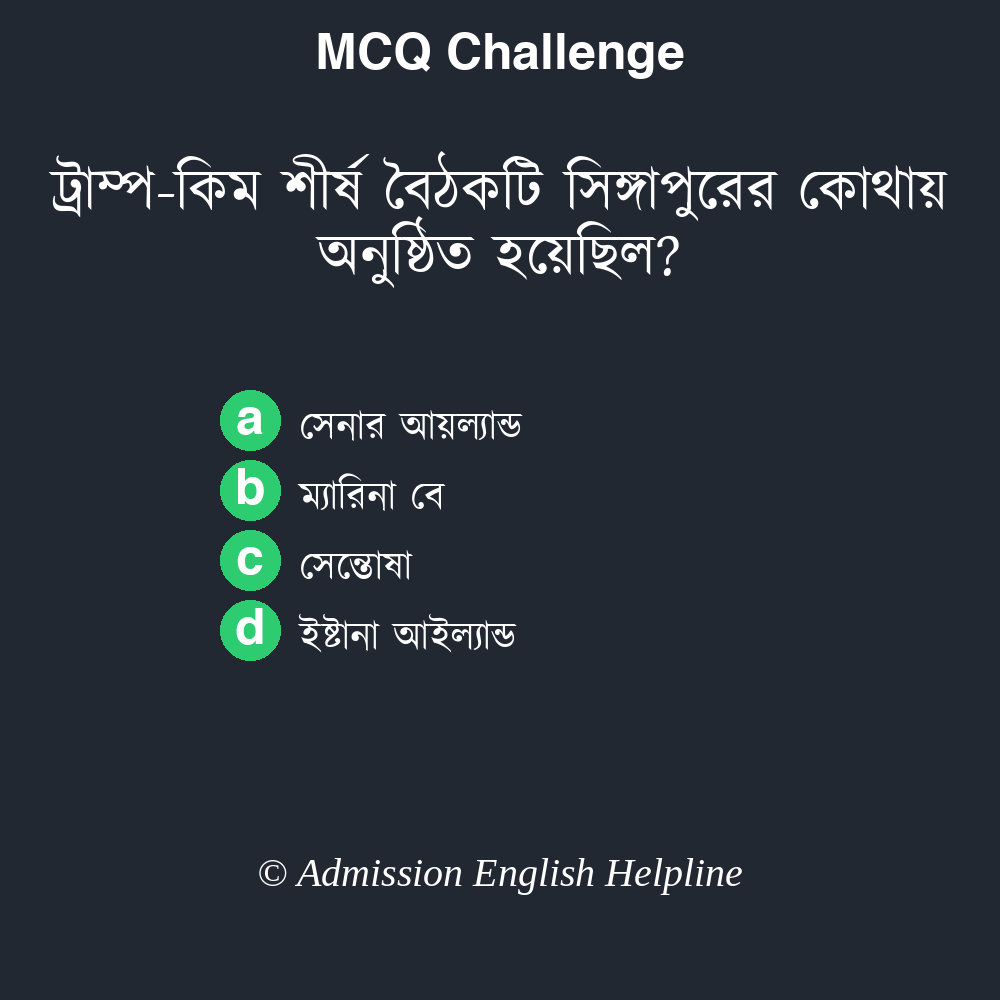 MCQ Challenge
ট্রাম্প-কিম শীর্ষ বৈঠকটি সিঙ্গাপুরের কোথায়
অনুষ্ঠিত হয়েছিল?
a সেনার আয়ল্যান্ড
b ম্যারিনা বে
c সেন্তোষা
d ইষ্টানা আইল্যান্ড
© Admission English Helpline